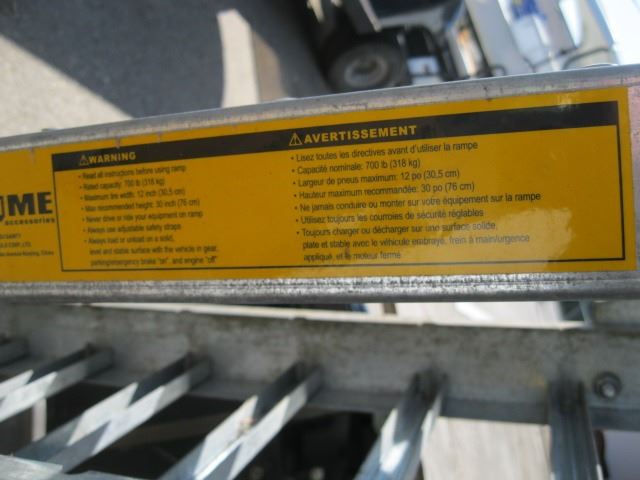 ME
accessories
⚠WARNING
• Read all instructions before using ramp
• Rated capacity: 700 lb (318 kg)
• Maximum tire width: 12 inch (30,5 cm)
• Max recommended height: 30 inch (76 cm)
• Never drive or ride your equipment on ramp
• Always use adjustable safety straps
• Always load or unload on a solid,
level and stable surface with the vehicle in gear,
parking/emergency brake "on", and engine "off"
⚠AVERTISSEMENT
• Lisez toutes les directives avant d'utiliser la rampe
• Capacité nominale: 700 lb (318 kg)
• Largeur de pneus maximum: 12 po (30,5 cm)
• Hauteur maximum recommandée: 30 po (76 cm)
• Ne jamais conduire ou monter sur votre équipement sur la rampe
• Utilisez toujours les courroies de sécurité réglables
• Toujours charger ou décharger sur une surface solide,
plate et stable avec le véhicule embrayé, frein à main/urgence
appliqué, et le moteur fermé